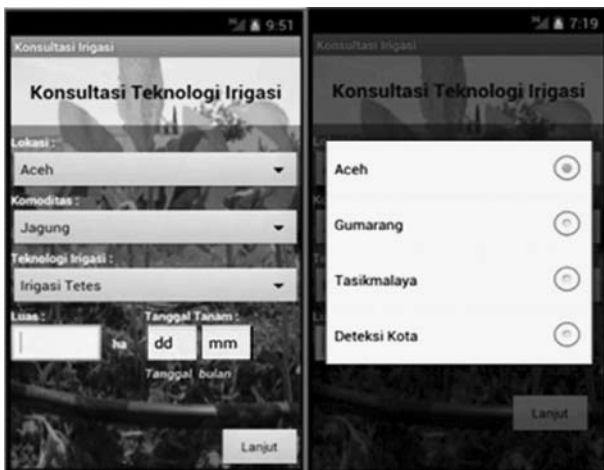 9:51
Konsultasi Irigasi
Konsultasi Teknologi Irigasi
Lokasi :
Aceh
Komoditas :
Jagung
Teknologi Irigasi :
Irigasi Tetes
Luas : Tanggal Tanam :
ha dd mm
Tanggal bulan
Lanjut
7:19
Konsultasi Irigasi
Konsultasi Teknologi Irigasi
Aceh
Gumarang
Tasikmalaya
Deteksi Kota
Lanjut